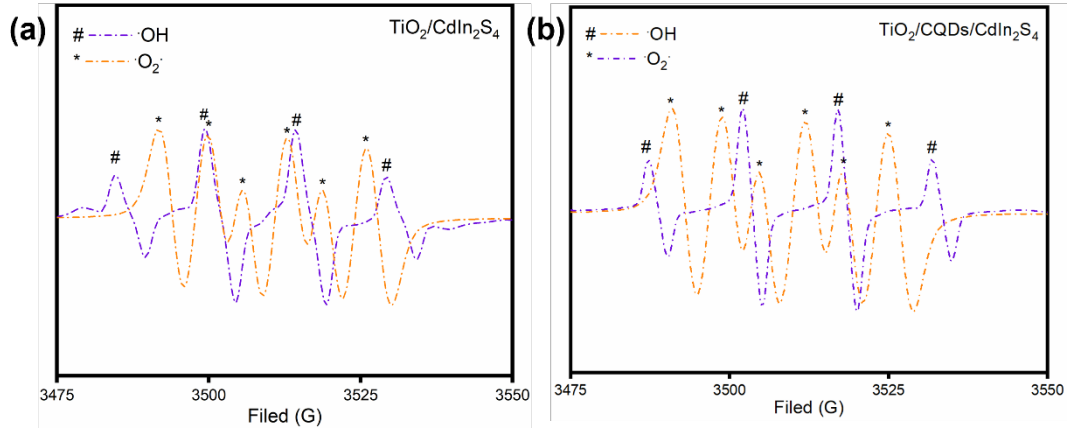 (a)
TiO₂/CdIn₂S₄
# ·OH
* ·O₂·
#
*
#
*
*
#
*
*
*
#
3475
3500
3525
3550
Filed (G)
(b)
TiO₂/CQDs/CdIn₂S₄
# ·OH
* ·O₂·
#
*
*
#
*
*
#
*
*
#
3475
3500
3525
3550
Filed (G)